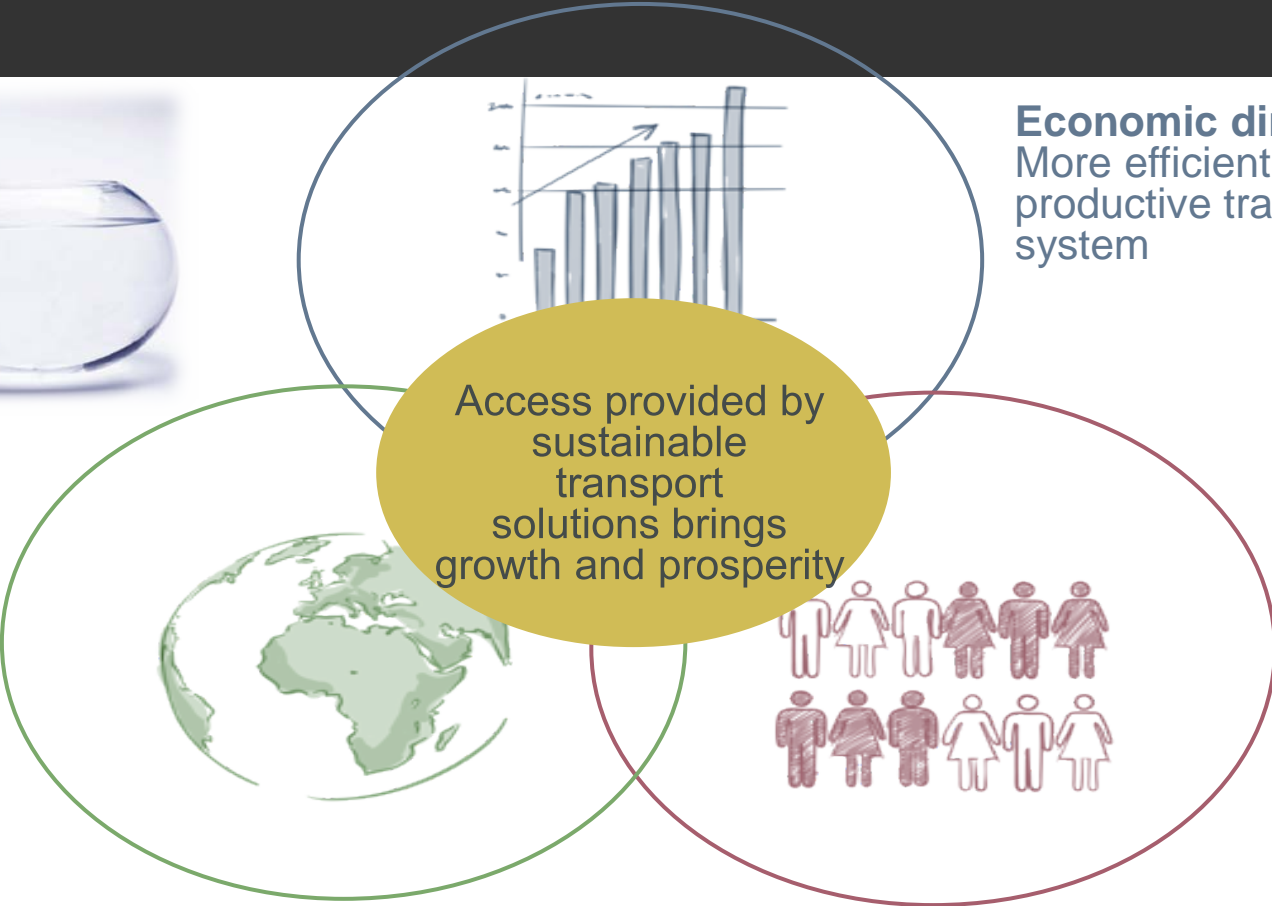 Economic di
More efficient
productive tra
system
Access provided by
sustainable
transport
solutions brings
growth and prosperity